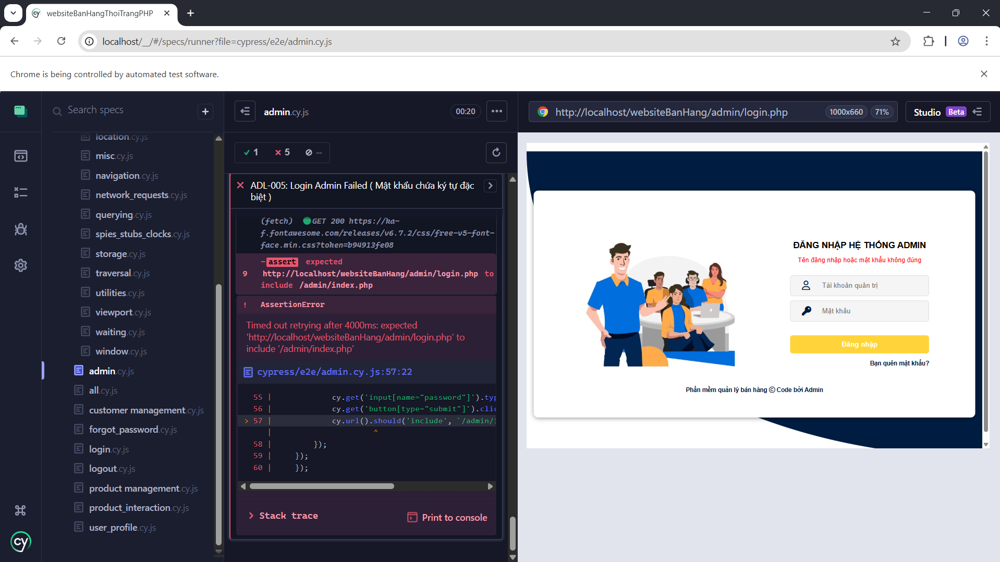 websiteBanHangThoiTrangPHP
localhost/__/#/specs/runner?file=cypress/e2e/admin.cy.js
Chrome is being controlled by automated test software.
Search specs
location.cy.js
misc.cy.js
navigation.cy.js
network_requests.cy.js
querying.cy.js
spies_stubs_clocks.cy.js
storage.cy.js
traversal.cy.js
utilities.cy.js
viewport.cy.js
waiting.cy.js
window.cy.js
admin.cy.js
all.cy.js
customer management.cy.js
forgot_password.cy.js
login.cy.js
logout.cy.js
product management.cy.js
product_interaction.cy.js
user_profile.cy.js
cy
admin.cy.js
00:20
1
5
--
ADL-005: Login Admin Failed ( Mật khẩu chứa ký tự đặc
biệt )
(fetch) GET 200 https://ka-
f.fontawesome.com/releases/v6.7.2/css/free-v5-font-
face.min.css?token=b94913fe08
-assert expected
9 http://localhost/websiteBanHang/admin/login.php to
include /admin/index.php
! AssertionError
Timed out retrying after 4000ms: expected
'http://localhost/websiteBanHang/admin/login.php' to
include '/admin/index.php'
cypress/e2e/admin.cy.js:57:22
55 | cy.get('input[name="password"]').typ
56 | cy.get('button[type="submit"]').clic
> 57 | cy.url().should('include', `/admin/i
| ^
58 | });
59 | });
60 | });
Stack trace
Print to console
http://localhost/websiteBanHang/admin/login.php
1000x660
71%
Studio Beta
ĐĂNG NHẬP HỆ THỐNG ADMIN
Tên đăng nhập hoặc mật khẩu không đúng
Tài khoản quản trị
Mật khẩu
Đăng nhập
Bạn quên mật khẩu?
Phần mềm quản lý bán hàng © Code bởi Admin